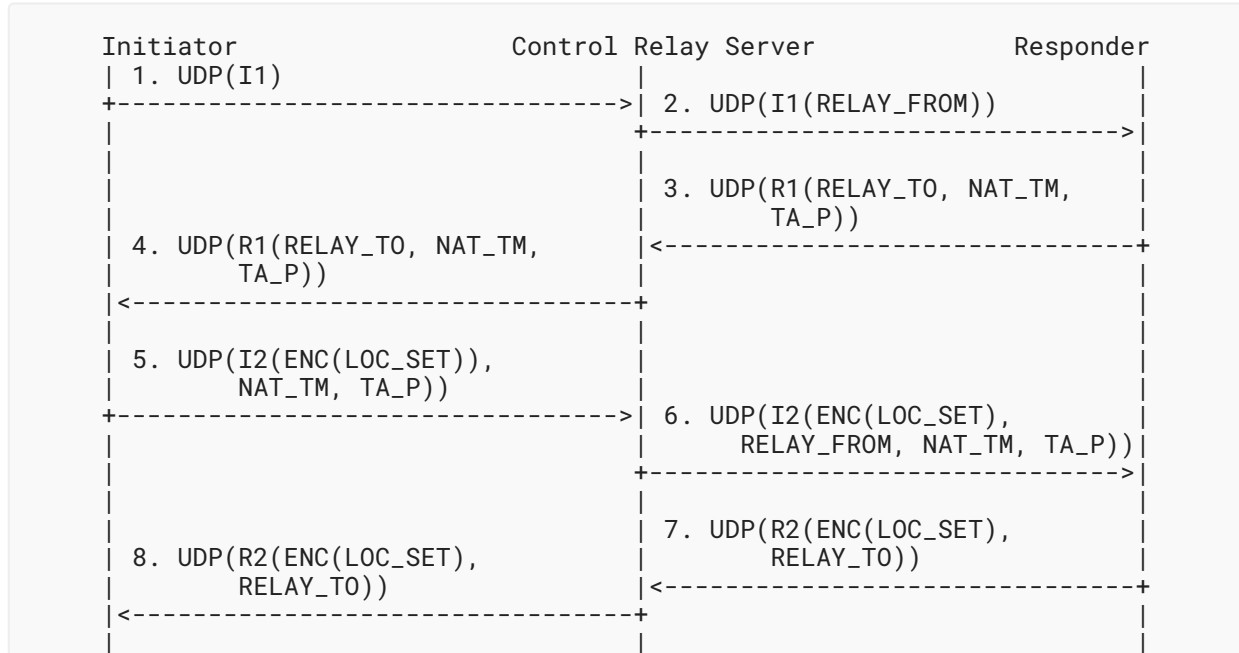 Initiator Control Relay Server Responder
1. UDP(I1)
2. UDP(I1(RELAY_FROM))
3. UDP(R1(RELAY_TO, NAT_TM,
TA_P))
4. UDP(R1(RELAY_TO, NAT_TM,
TA_P))
5. UDP(I2(ENC(LOC_SET)),
NAT_TM, TA_P))
6. UDP(I2(ENC(LOC_SET),
RELAY_FROM, NAT_TM, TA_P))
7. UDP(R2(ENC(LOC_SET),
RELAY_TO))
8. UDP(R2(ENC(LOC_SET),
RELAY_TO))